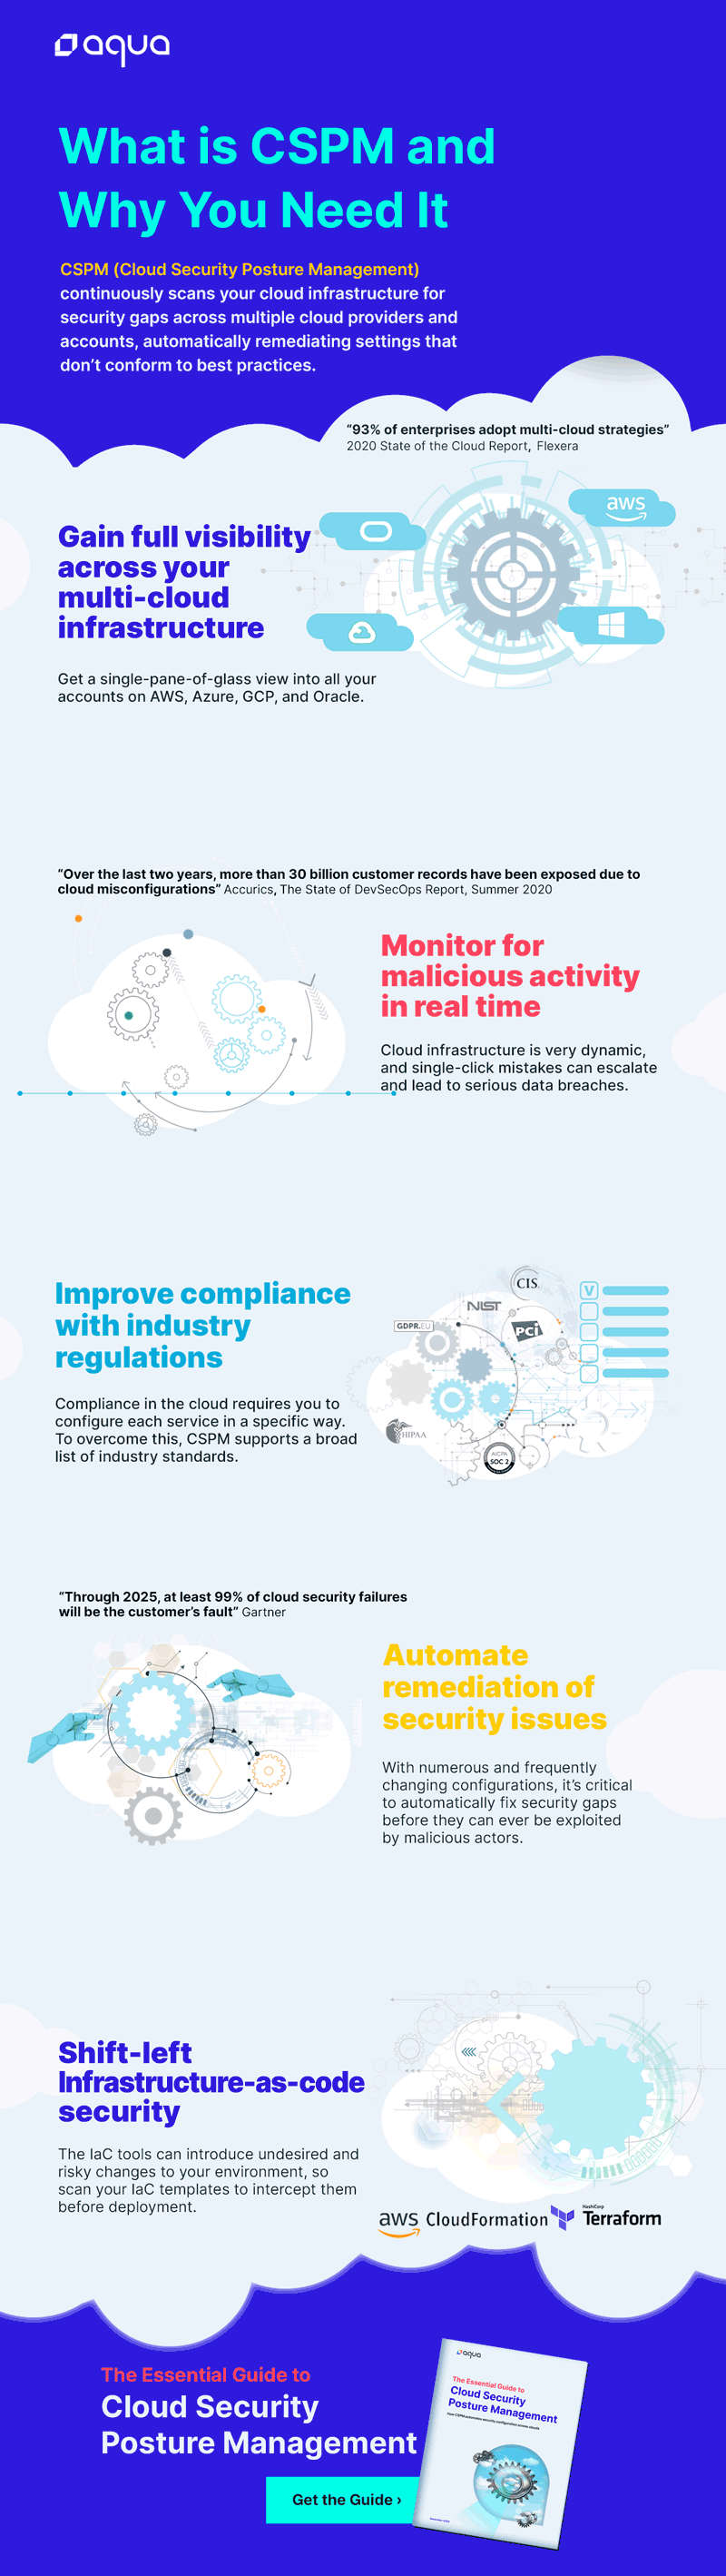 aqua
What is CSPM and
Why You Need It
CSPM (Cloud Security Posture Management)
continuously scans your cloud infrastructure for
security gaps across multiple cloud providers and
accounts, automatically remediating settings that
don’t conform to best practices.
“93% of enterprises adopt multi-cloud strategies”
2020 State of the Cloud Report, Flexera
aws
Gain full visibility
across your
multi-cloud
infrastructure
Get a single-pane-of-glass view into all your
accounts on AWS, Azure, GCP, and Oracle.
“Over the last two years, more than 30 billion customer records have been exposed due to
cloud misconfigurations” Accurics, The State of DevSecOps Report, Summer 2020
Monitor for
malicious activity
in real time
Cloud infrastructure is very dynamic,
and single-click mistakes can escalate
and lead to serious data breaches.
Improve compliance
with industry
regulations
Compliance in the cloud requires you to
configure each service in a specific way.
To overcome this, CSPM supports a broad
list of industry standards.
CIS
V
NIST
GDPR.EU
PCI
HIPAA
AICPA
SOC 2
“Through 2025, at least 99% of cloud security failures
will be the customer’s fault” Gartner
Automate
remediation of
security issues
With numerous and frequently
changing configurations, it’s critical
to automatically fix security gaps
before they can ever be exploited
by malicious actors.
Shift-left
Infrastructure-as-code
security
The IaC tools can introduce undesired and
risky changes to your environment, so
scan your IaC templates to intercept them
before deployment.
aws CloudFormation
HashiCorp
Terraform
The Essential Guide to
Cloud Security
Posture Management
Get the Guide ›
aqua
The Essential Guide to
Cloud Security
Posture Management